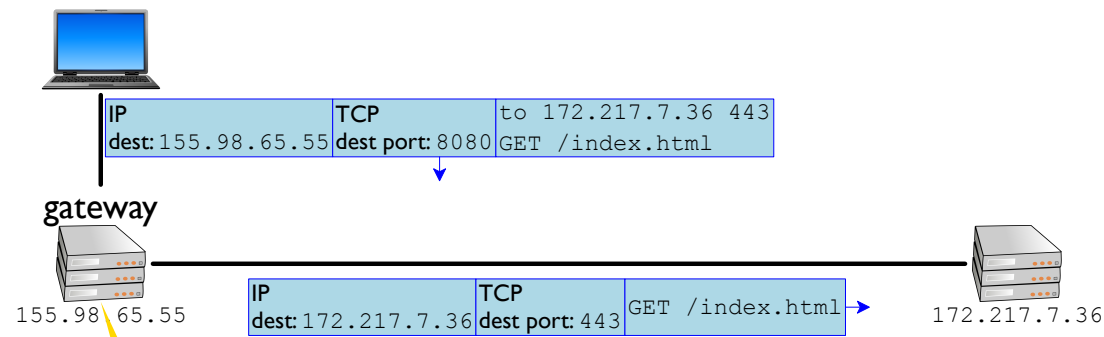 IP TCP to 172.217.7.36 443
dest: 155.98.65.55 dest port: 8080 GET /index.html
gateway
IP TCP GET /index.html
dest: 172.217.7.36 dest port: 443
155.98.65.55
172.217.7.36